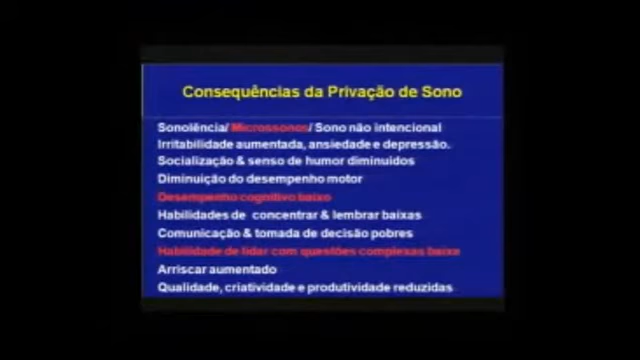 Consequências da Privação de Sono
Sonolência/ Microssonos/ Sono não intencional
Irritabilidade aumentada, ansiedade e depressão.
Socialização & senso de humor diminuidos
Diminuição do desempenho motor
Desempenho cognitivo baixo
Habilidades de concentrar & lembrar baixas
Comunicação & tomada de decisão pobres
Habilidade de lidar com questões complexas baixa
Arriscar aumentado
Qualidade, criatividade e produtividade reduzidas